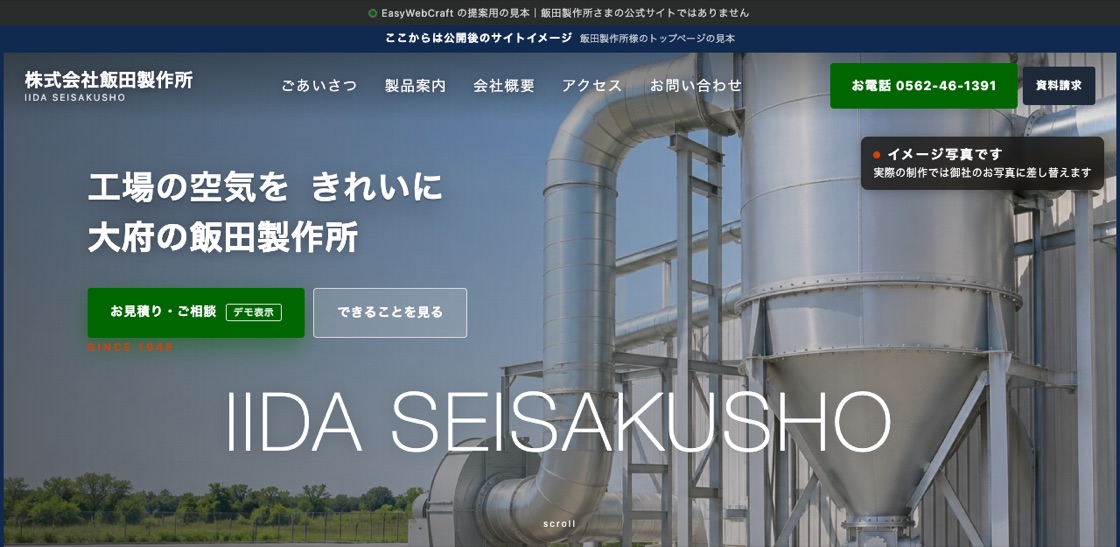 EasyWebCraft の提案用の見本｜飯田製作所さまの公式サイトではありません
ここからは公開後のサイトイメージ 飯田製作所様のトップページの見本
株式会社飯田製作所
IIDA SEISAKUSHO
ごあいさつ 製品案内 会社概要 アクセス お問い合わせ
お電話 0562-46-1391
資料請求
イメージ写真です
実際の制作では御社のお写真に差し替えます
工場の空気を きれいに
大府の飯田製作所
お見積り・ご相談 デモ表示
できることを見る
SINCE 1948
IIDA SEISAKUSHO
scroll